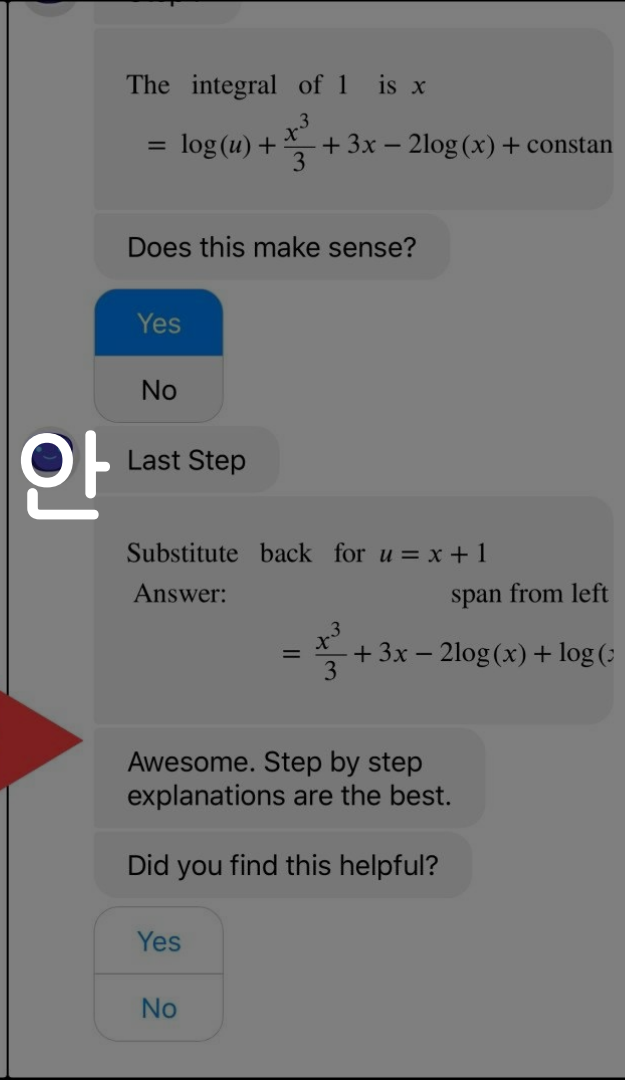 The integral of 1 is x
= log(u) + x³/3 + 3x − 2log(x) + constan
Does this make sense?
Yes
No
안
Last Step
Substitute back for u = x + 1
Answer: span from left
= x³/3 + 3x − 2log(x) + log(
Awesome. Step by step
explanations are the best.
Did you find this helpful?
Yes
No